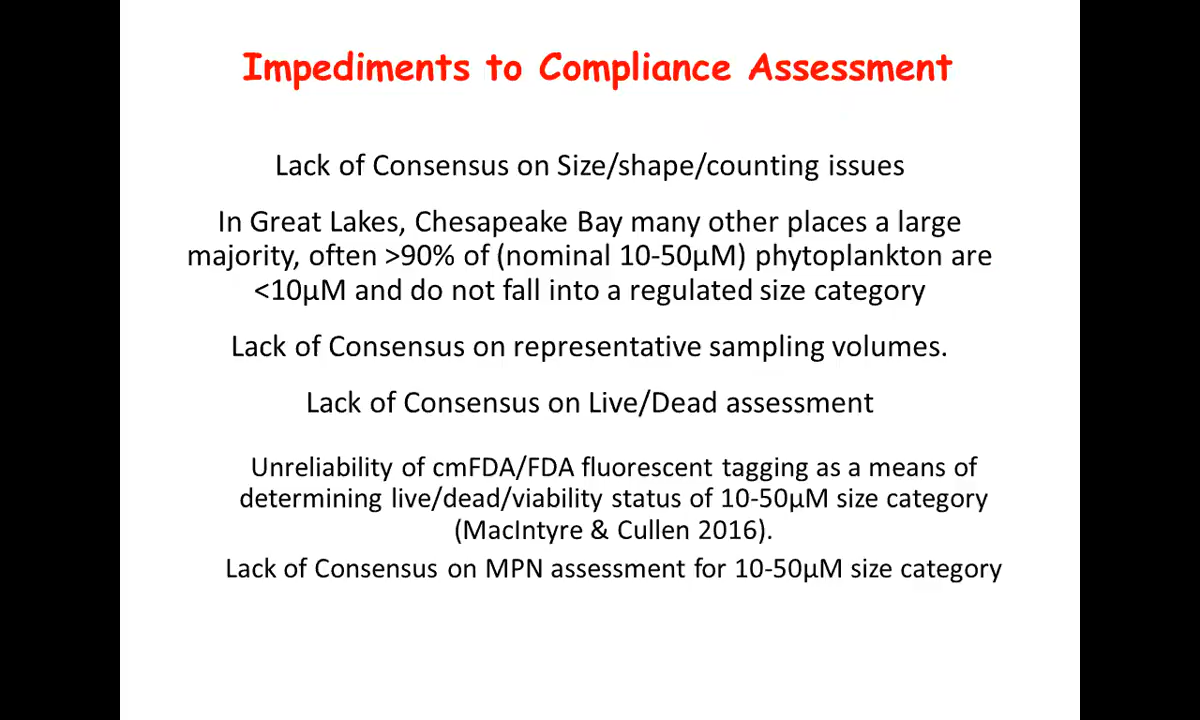 Impediments to Compliance Assessment
Lack of Consensus on Size/shape/counting issues
In Great Lakes, Chesapeake Bay many other places a large
majority, often >90% of (nominal 10-50µM) phytoplankton are
<10µM and do not fall into a regulated size category
Lack of Consensus on representative sampling volumes.
Lack of Consensus on Live/Dead assessment
Unreliability of cmFDA/FDA fluorescent tagging as a means of
determining live/dead/viability status of 10-50µM size category
(MacIntyre & Cullen 2016).
Lack of Consensus on MPN assessment for 10-50µM size category